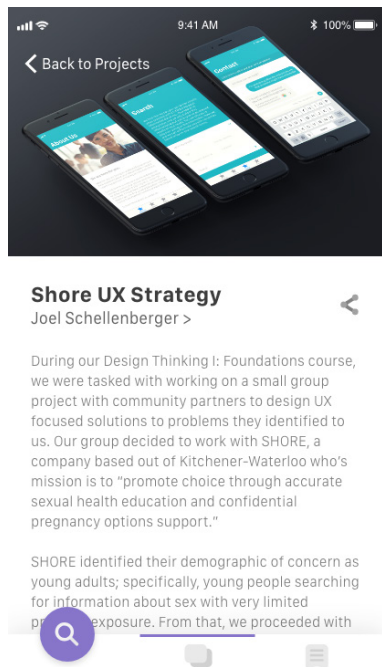 9:41 AM
100%
Back to Projects
About Us
Search
Contact
Shore UX Strategy
Joel Schellenberger >
During our Design Thinking I: Foundations course,
we were tasked with working on a small group
project with community partners to design UX
focused solutions to problems they identified to
us. Our group decided to work with SHORE, a
company based out of Kitchener-Waterloo who's
mission is to “promote choice through accurate
sexual health education and confidential
pregnancy options support.”
SHORE identified their demographic of concern as
young adults; specifically, young people searching
for information about sex with very limited
exposure. From that, we proceeded with